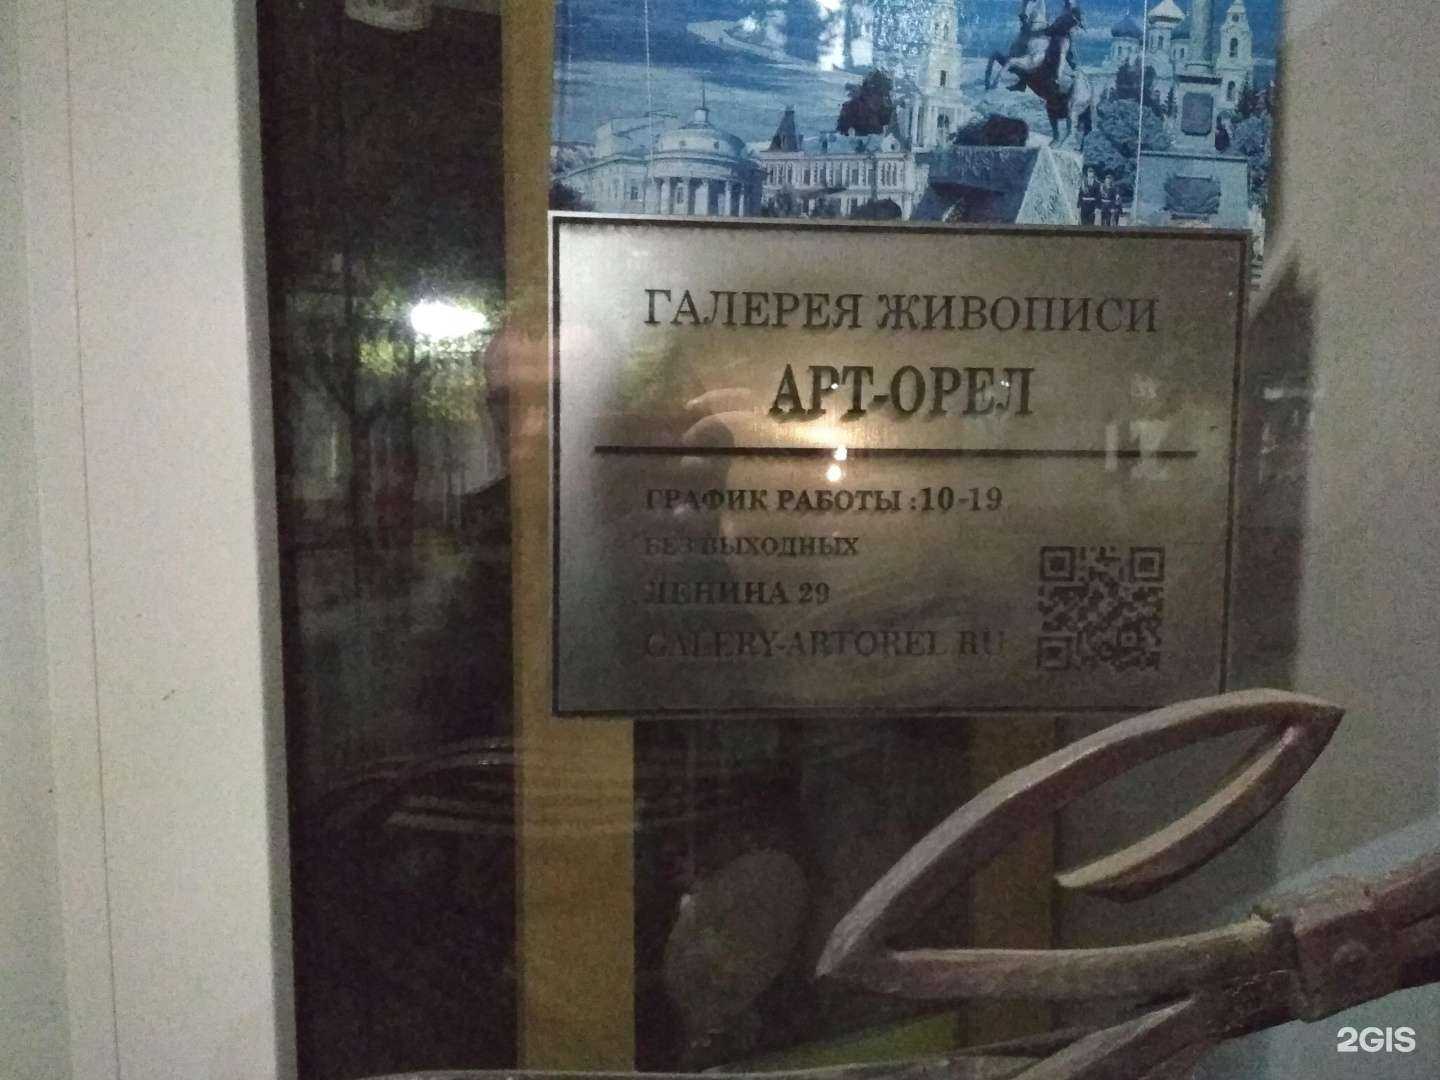 ГАЛЕРЕЯ ЖИВОПИСИ
АРТ-ОРЕЛ
ГРАФИК РАБОТЫ :10-19
БЕЗ ВЫХОДНЫХ
ЛЕНИНА 29
GALERY-ARTOREL RU
2GIS